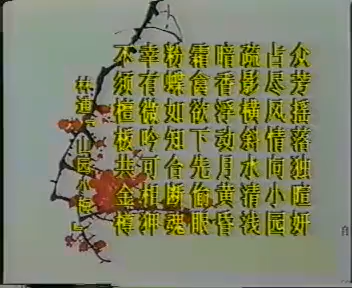 众芳摇落独暄妍
占尽风情向小园
疏影横斜水清浅
暗香浮动月黄昏
霜禽欲下先偷眼
粉蝶如知合断魂
幸有微吟可相狎
不须檀板共金樽
林逋『山园小梅』